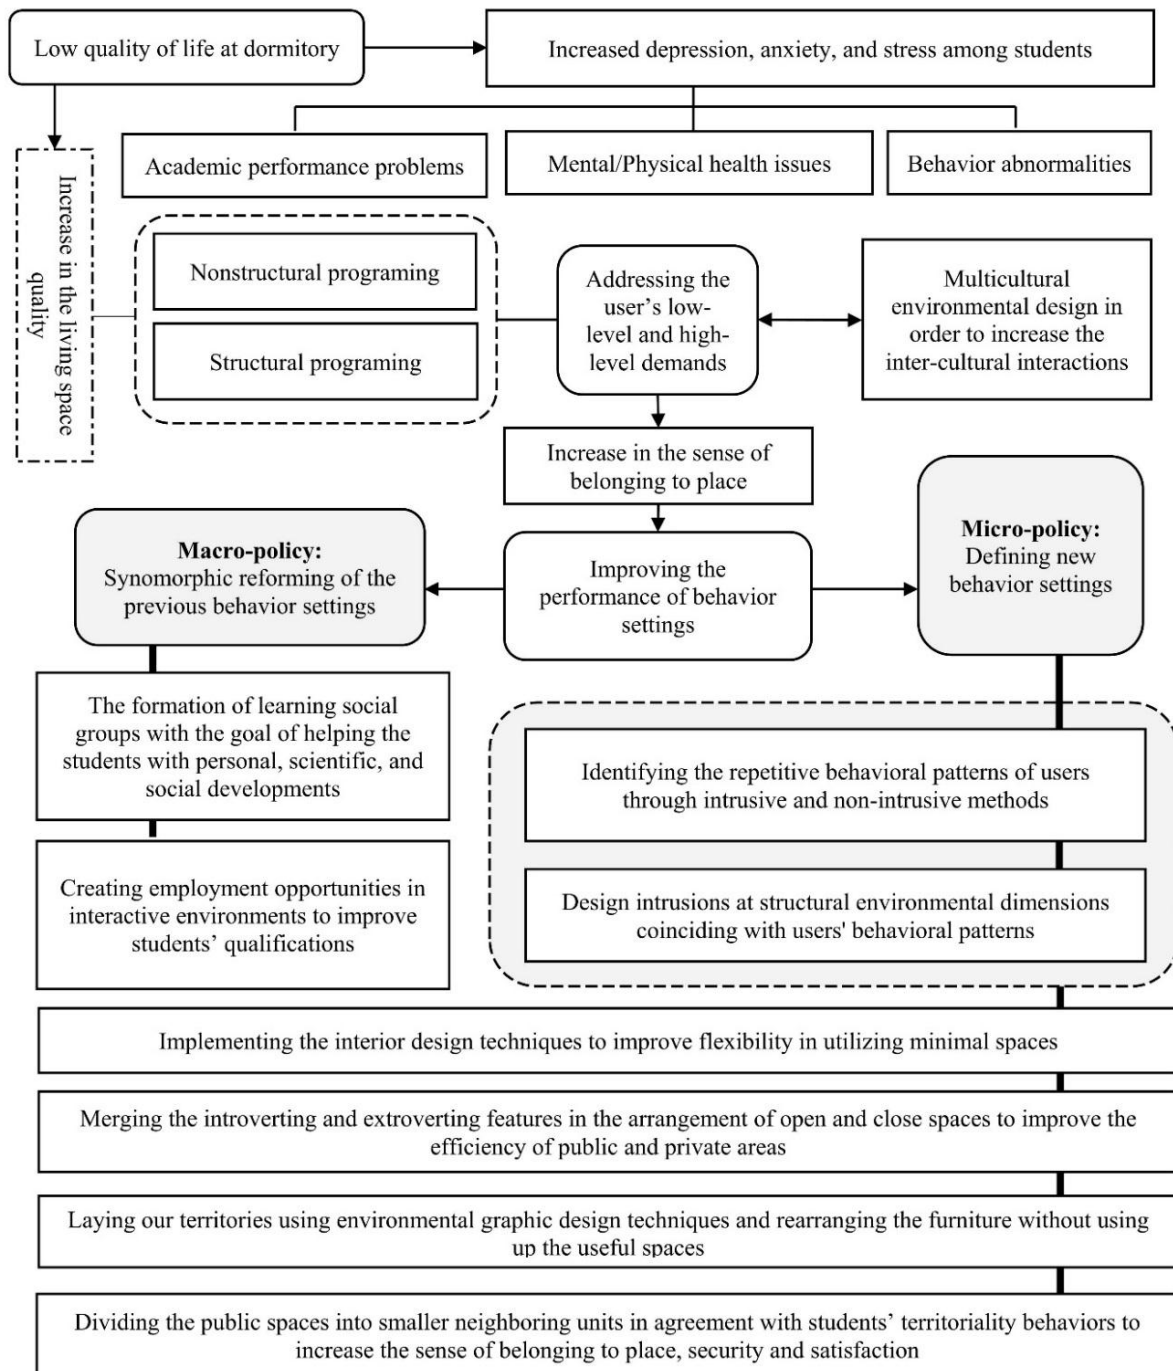 Low quality of life at dormitory
Increased depression, anxiety, and stress among students
Academic performance problems
Mental/Physical health issues
Behavior abnormalities
Increase in the living space
quality
Nonstructural programing
Structural programing
Addressing the
user's low-
level and high-
level demands
Multicultural
environmental design in
order to increase the
inter-cultural interactions
Increase in the sense of
belonging to place
Macro-policy:
Synomorphic reforming of the
previous behavior settings
Improving the
performance of behavior
settings
Micro-policy:
Defining new
behavior settings
The formation of learning social
groups with the goal of helping the
students with personal, scientific, and
social developments
Creating employment opportunities in
interactive environments to improve
students' qualifications
Identifying the repetitive behavioral patterns of users
through intrusive and non-intrusive methods
Design intrusions at structural environmental dimensions
coinciding with users' behavioral patterns
Implementing the interior design techniques to improve flexibility in utilizing minimal spaces
Merging the introverting and extroverting features in the arrangement of open and close spaces to improve the
efficiency of public and private areas
Laying our territories using environmental graphic design techniques and rearranging the furniture without using
up the useful spaces
Dividing the public spaces into smaller neighboring units in agreement with students' territoriality behaviors to
increase the sense of belonging to place, security and satisfaction